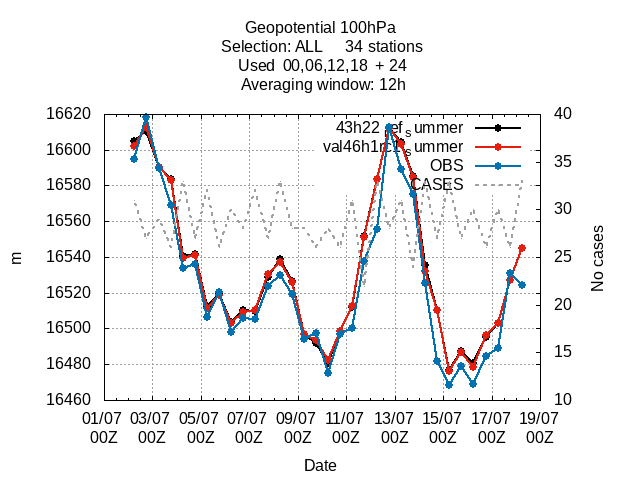 Geopotential 100hPa
Selection: ALL 34 stations
Used 00,06,12,18 + 24
Averaging window: 12h
16620
16600
16580
16560
16540
16520
16500
16480
16460
40
35
30
25
20
15
10
m
No cases
43h22 ref_summer
OBS
CASES
01/07 03/07 05/07 07/07 09/07 11/07 13/07 15/07 17/07 19/07
00Z 00Z 00Z 00Z 00Z 00Z 00Z 00Z 00Z 00Z
Date